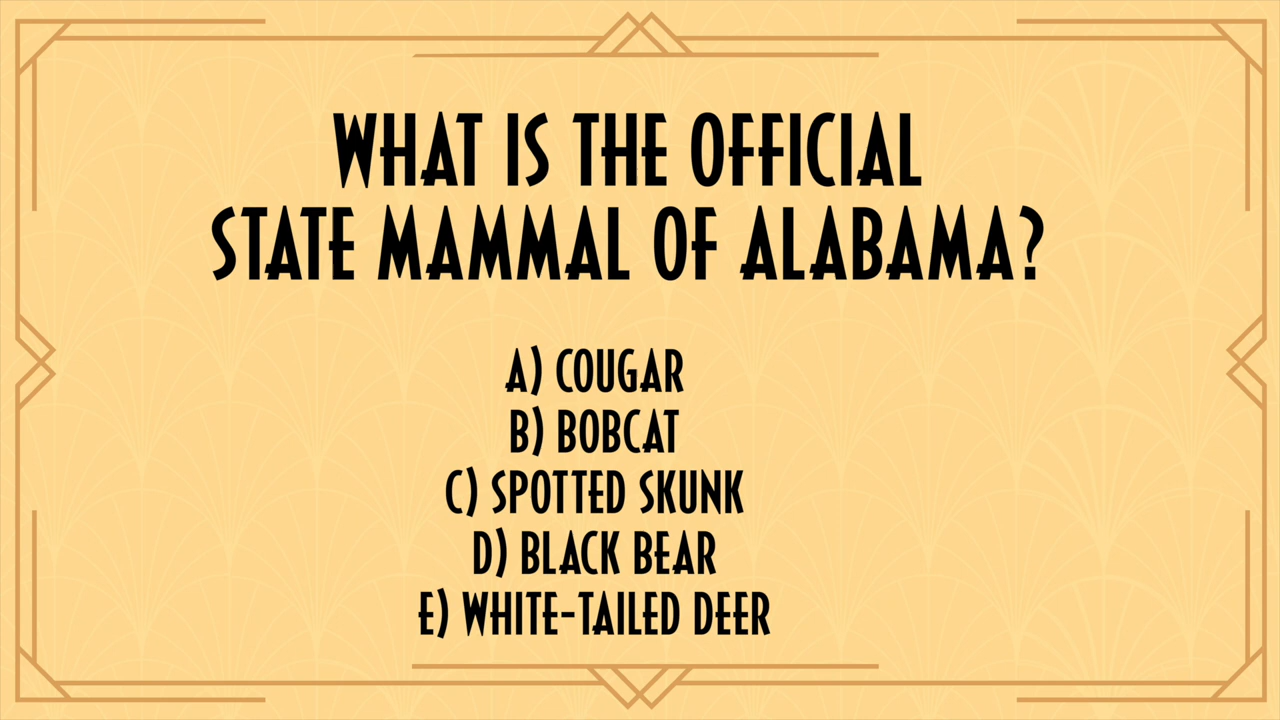 WHAT IS THE OFFICIAL
STATE MAMMAL OF ALABAMA?
A) COUGAR
B) BOBCAT
C) SPOTTED SKUNK
D) BLACK BEAR
E) WHITE-TAILED DEER